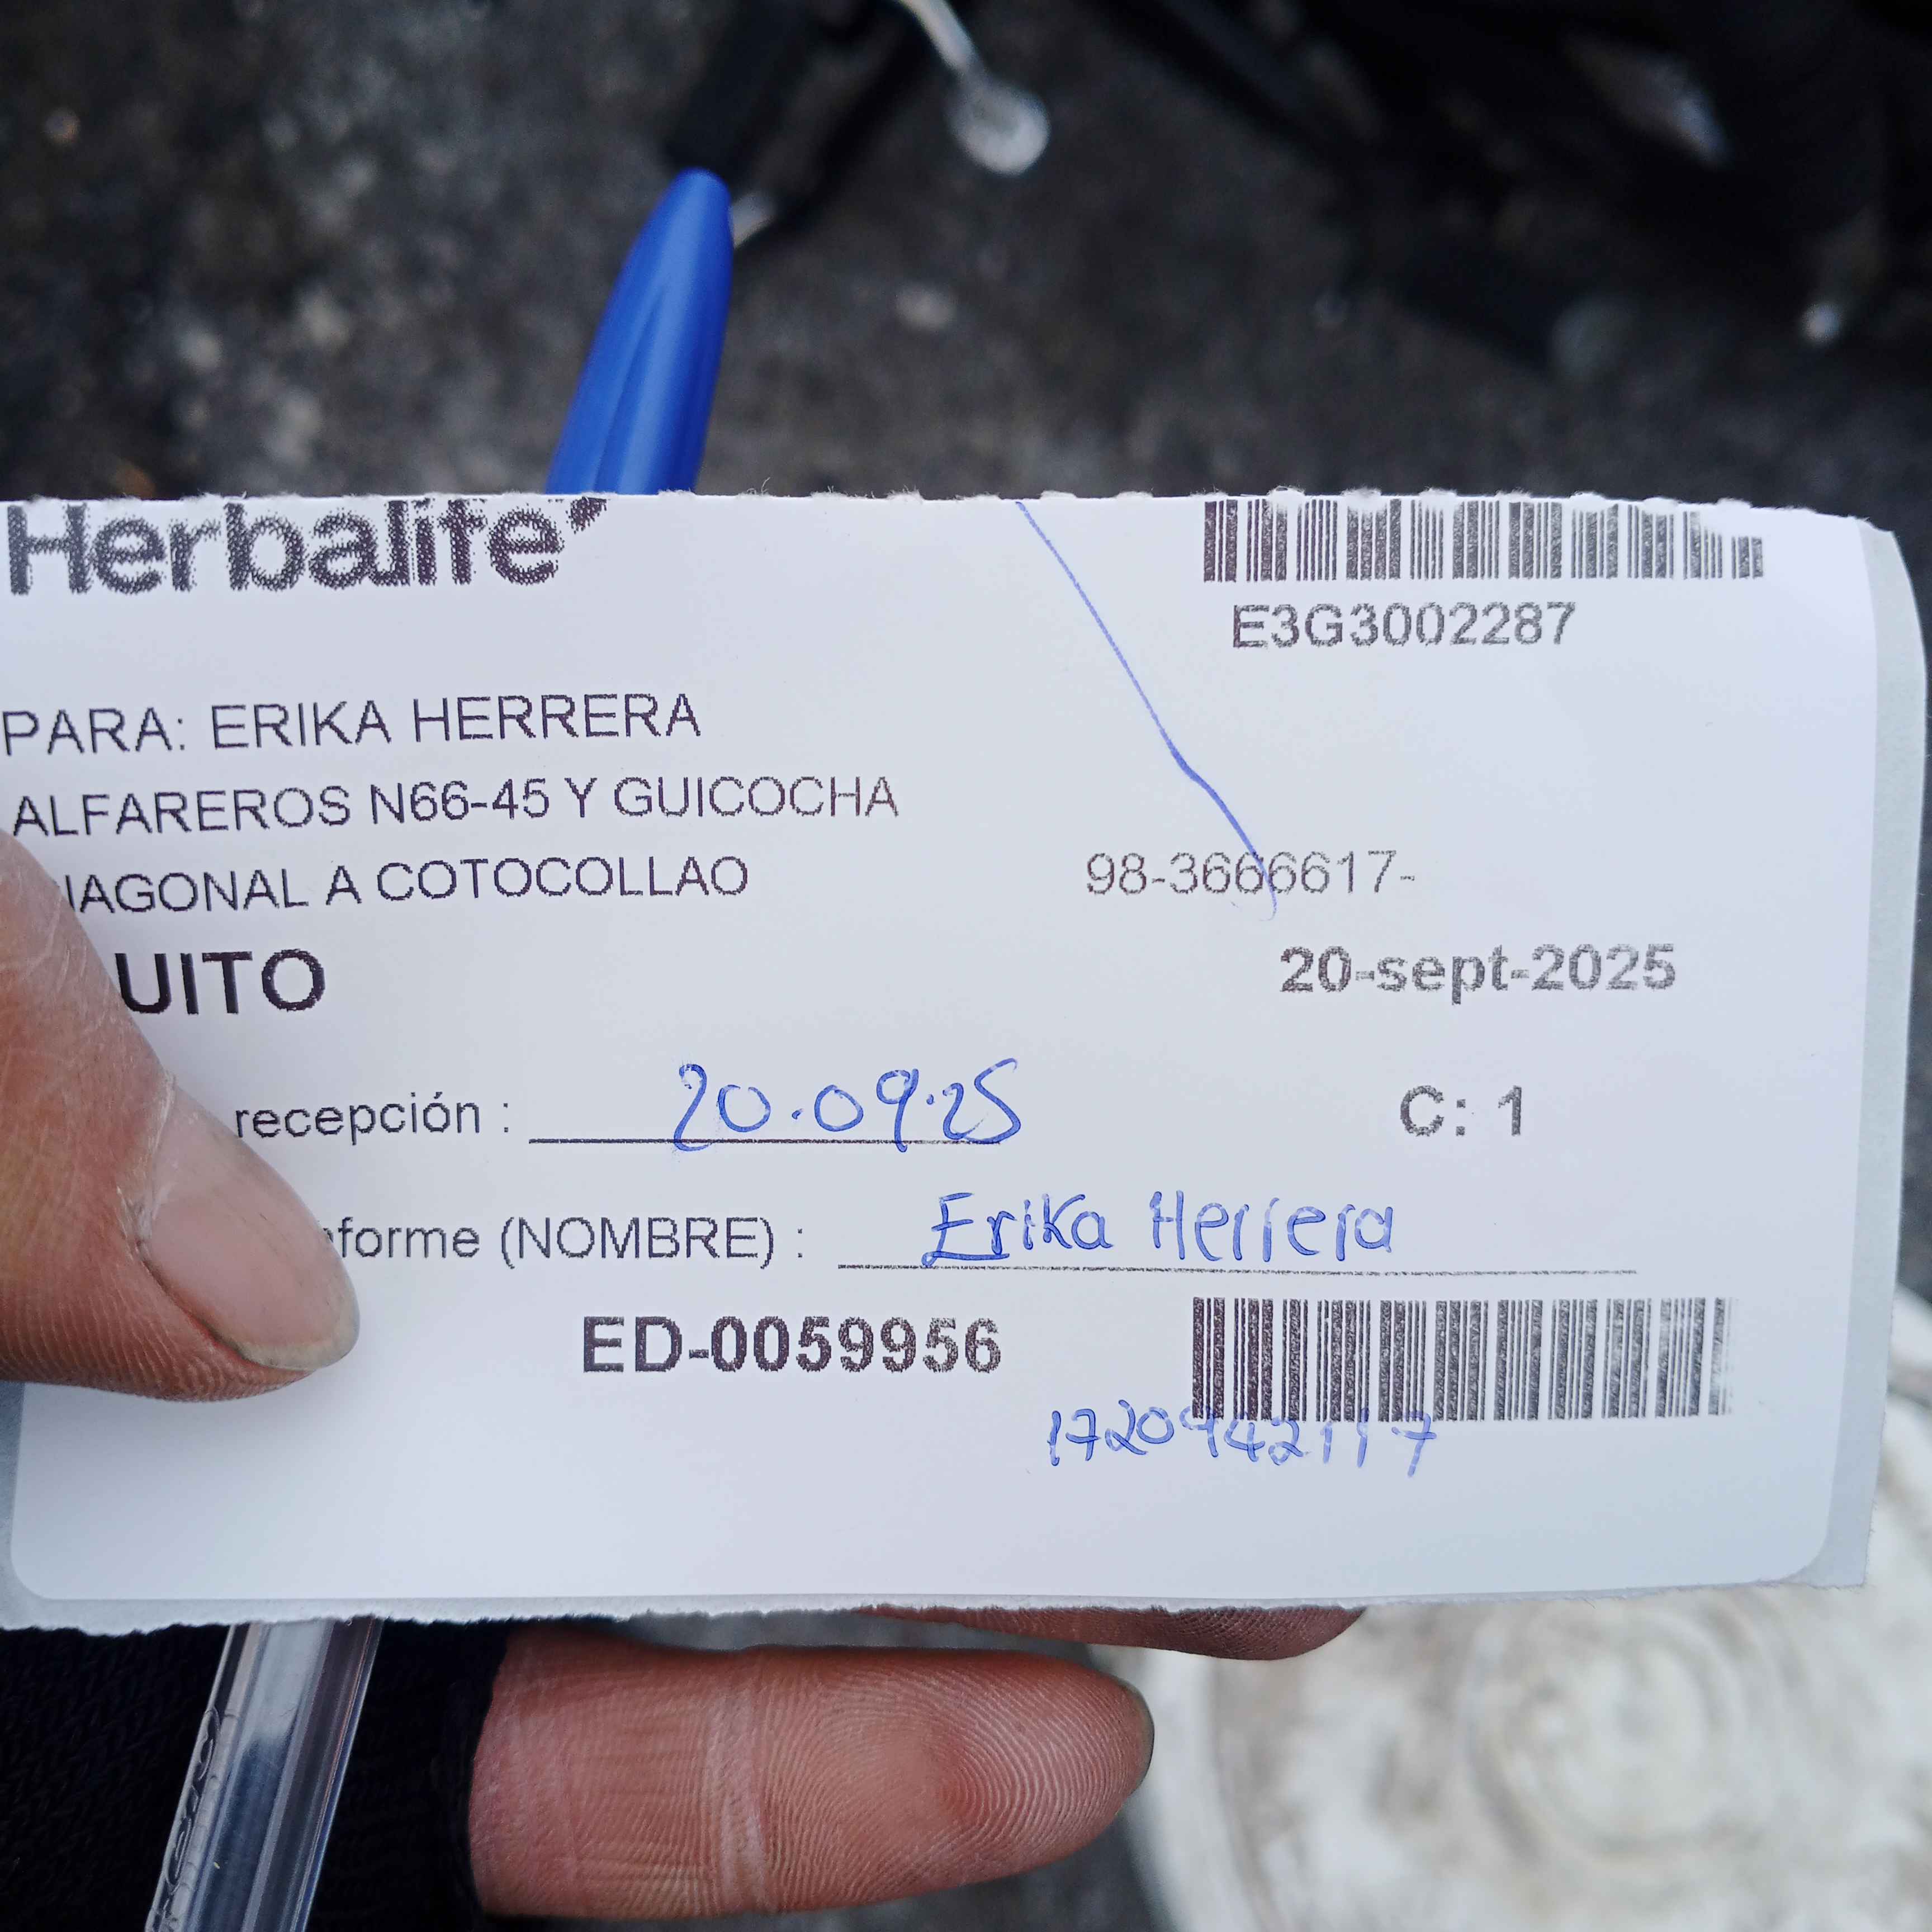 Herbalife
E3G3002287
PARA: ERIKA HERRERA
ALFAREROS N66-45 Y GUICOCHA
IAGONAL A COTOCOLLAO 98-3666617-
UITO 20-sept-2025
recepción : 20.09.25 C: 1
nforme (NOMBRE) : Erika Herrera
ED-0059956
1720942117